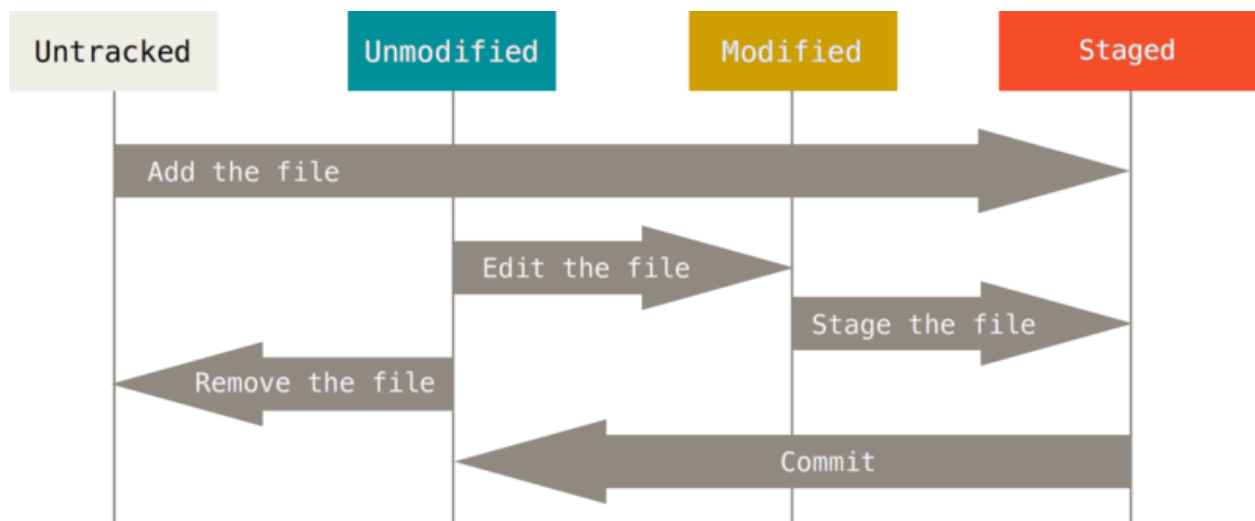 Untracked
Unmodified
Modified
Staged
Add the file
Edit the file
Stage the file
Remove the file
Commit